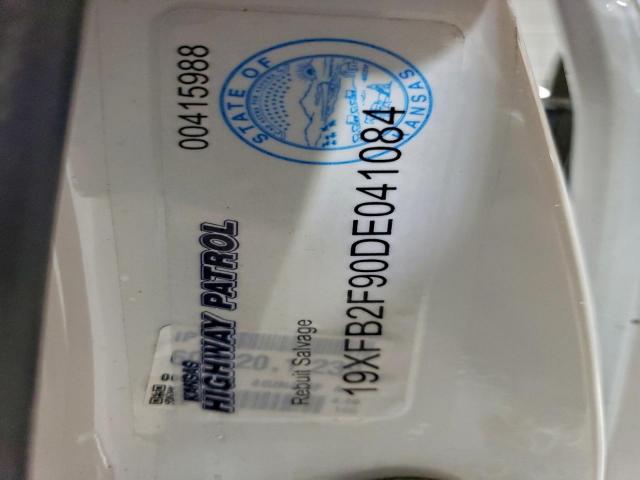 00415988
STATE OF KANSAS
KANSAS
HIGHWAY PATROL
Rebuilt Salvage
19XFB2F90DE041084